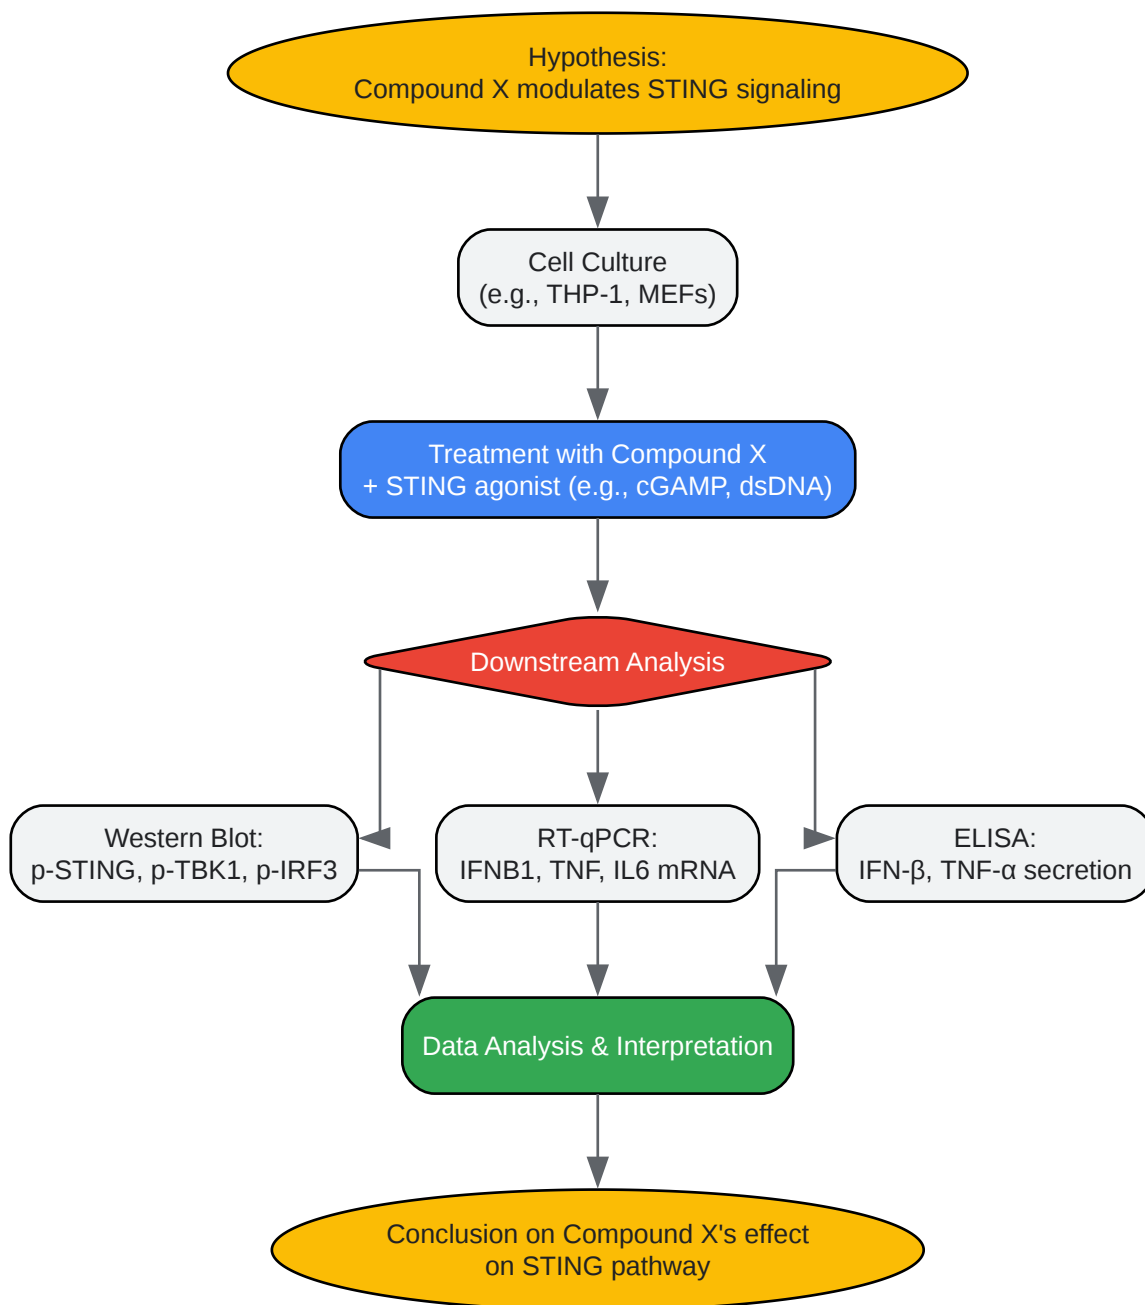 Hypothesis:
Compound X modulates STING signaling
Cell Culture
(e.g., THP-1, MEFs)
Treatment with Compound X
+ STING agonist (e.g., cGAMP, dsDNA)
Downstream Analysis
Western Blot:
p-STING, p-TBK1, p-IRF3
RT-qPCR:
IFNB1, TNF, IL6 mRNA
ELISA:
IFN-β, TNF-α secretion
Data Analysis & Interpretation
Conclusion on Compound X's effect
on STING pathway